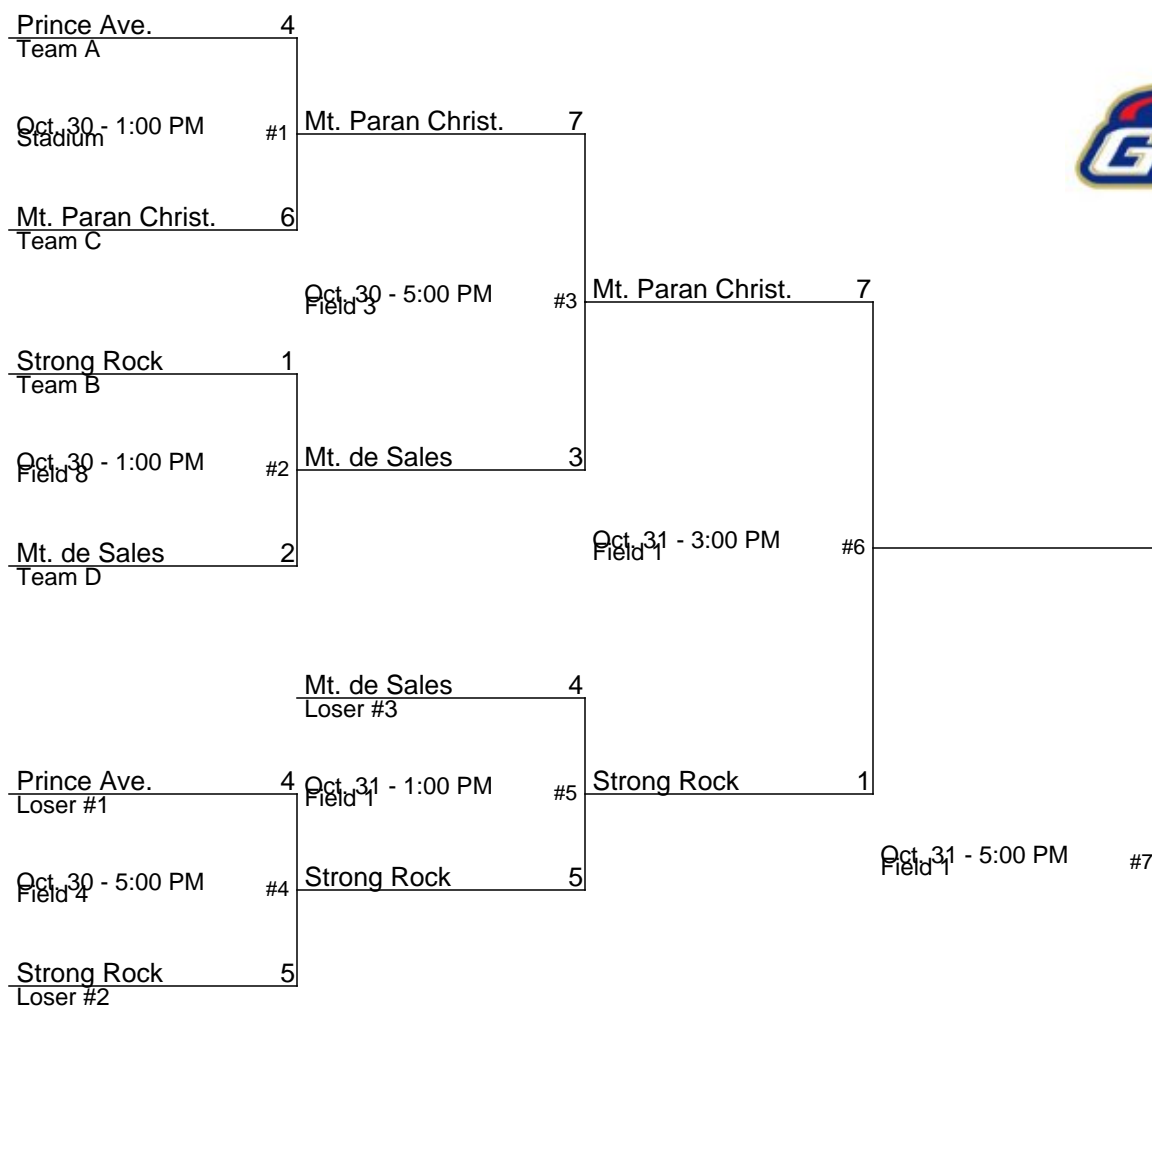 Prince Ave. 4
Team A
Oct. 30 - 1:00 PM
Stadium
#1
Mt. Paran Christ. 7
Mt. Paran Christ. 6
Team C
Oct. 30 - 5:00 PM
Field 3
#3
Mt. Paran Christ. 7
Strong Rock 1
Team B
Oct. 30 - 1:00 PM
Field 8
#2
Mt. de Sales 3
Mt. de Sales 2
Team D
Oct. 31 - 3:00 PM
Field 1
#6
Mt. de Sales 4
Loser #3
Prince Ave. 4
Loser #1
Oct. 31 - 1:00 PM
Field 1
#5
Strong Rock 1
Oct. 30 - 5:00 PM
Field 4
#4
Strong Rock 5
Oct. 31 - 5:00 PM
Field 1
#7
Strong Rock 5
Loser #2